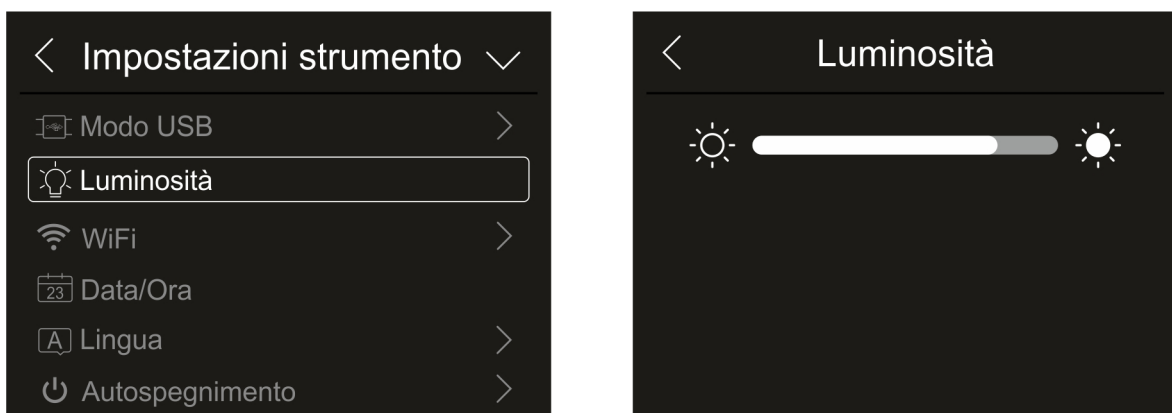 Impostazioni strumento
Modo USB
Luminosità
WiFi
23 Data/Ora
A Lingua
Autospegnimento
Luminosità